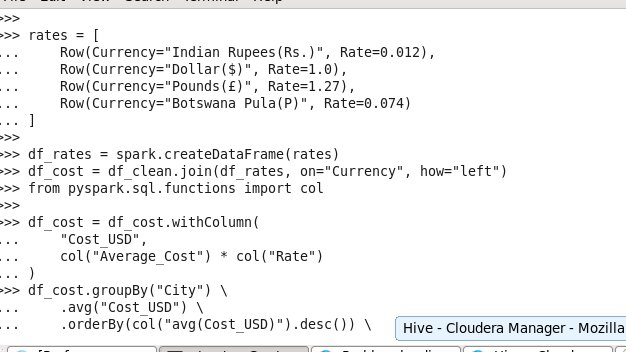 >>>
>>> rates = [
...     Row(Currency="Indian Rupees(Rs.)", Rate=0.012),
...     Row(Currency="Dollar($)", Rate=1.0),
...     Row(Currency="Pounds(£)", Rate=1.27),
...     Row(Currency="Botswana Pula(P)", Rate=0.074)
... ]
>>>
>>> df_rates = spark.createDataFrame(rates)
>>> df_cost = df_clean.join(df_rates, on="Currency", how="left")
>>> from pyspark.sql.functions import col
>>>
>>> df_cost = df_cost.withColumn(
...     "Cost_USD",
...     col("Average_Cost") * col("Rate")
... )
>>> df_cost.groupBy("City") \
...     .avg("Cost_USD") \
...     .orderBy(col("avg(Cost_USD)").desc()) \
Hive - Cloudera Manager - Mozilla